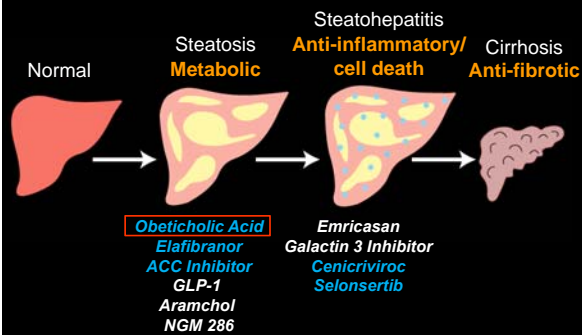 Normal
Steatosis
Metabolic
Steatohepatitis
Anti-inflammatory/
cell death
Cirrhosis
Anti-fibrotic
Obeticholic Acid
Elafibranor
ACC Inhibitor
GLP-1
Aramchol
NGM 286
Emricasan
Galactin 3 Inhibitor
Cenicriviroc
Selonsertib